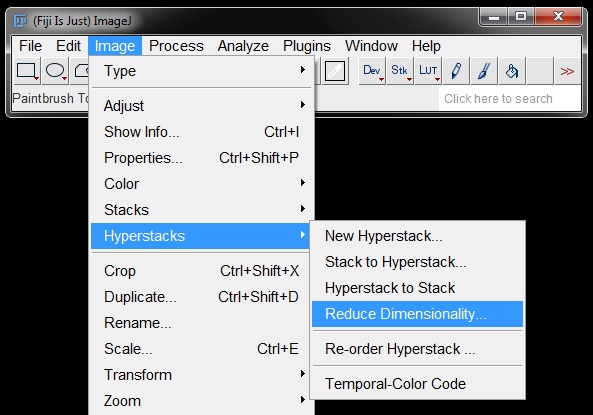 (Fiji Is Just) ImageJ
File Edit Image Process Analyze Plugins Window Help
Dev Stk LUT >>
Paintbrush To
Click here to search
Type
Adjust
Show Info... Ctrl+I
Properties... Ctrl+Shift+P
Color
Stacks
Hyperstacks
Crop Ctrl+Shift+X
Duplicate... Ctrl+Shift+D
Rename...
Scale... Ctrl+E
Transform
Zoom
New Hyperstack...
Stack to Hyperstack...
Hyperstack to Stack
Reduce Dimensionality...
Re-order Hyperstack ...
Temporal-Color Code